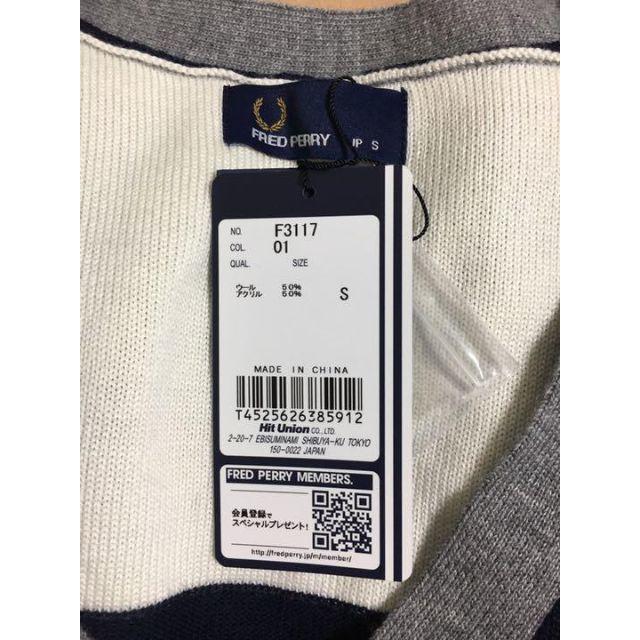 FRED PERRY
JP S
NO. F3117
COL. 01
QUAL. SIZE
ウール 50%
アクリル 50%
S
MADE IN CHINA
T4525626385912
Hit Union CO.,LTD.
2-20-7 EBISUMINAMI SHIBUYA-KU TOKYO
150-0022 JAPAN
FRED PERRY MEMBERS.
会員登録で
スペシャルプレゼント!
http://fredperry.jp/m/member/